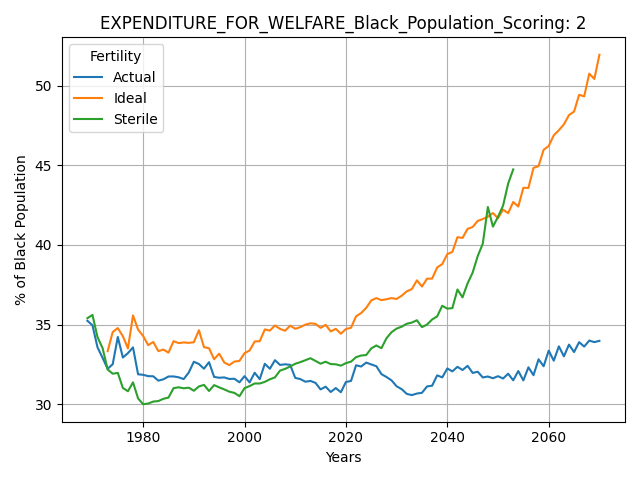 EXPENDITURE_FOR_WELFARE_Black_Population_Scoring: 2
Fertility
Actual
Ideal
Sterile
% of Black Population
50
45
40
35
30
1980
2000
2020
2040
2060
Years